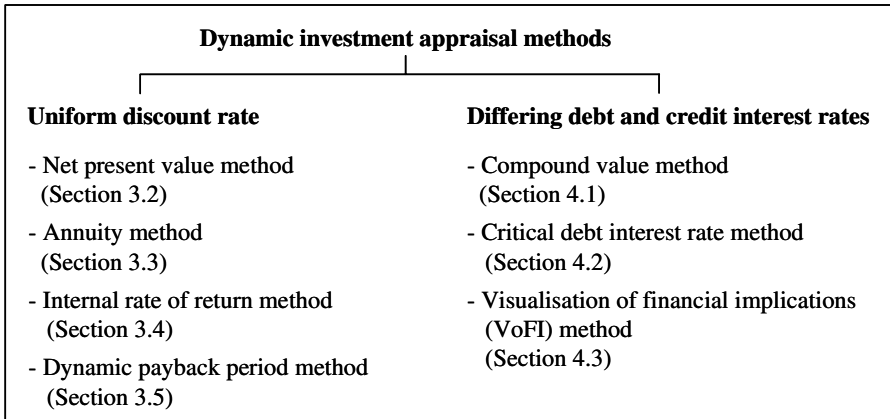 Dynamic investment appraisal methods
Uniform discount rate
- Net present value method
(Section 3.2)
- Annuity method
(Section 3.3)
- Internal rate of return method
(Section 3.4)
- Dynamic payback period method
(Section 3.5)
Differing debt and credit interest rates
- Compound value method
(Section 4.1)
- Critical debt interest rate method
(Section 4.2)
- Visualisation of financial implications
(VoFI) method
(Section 4.3)